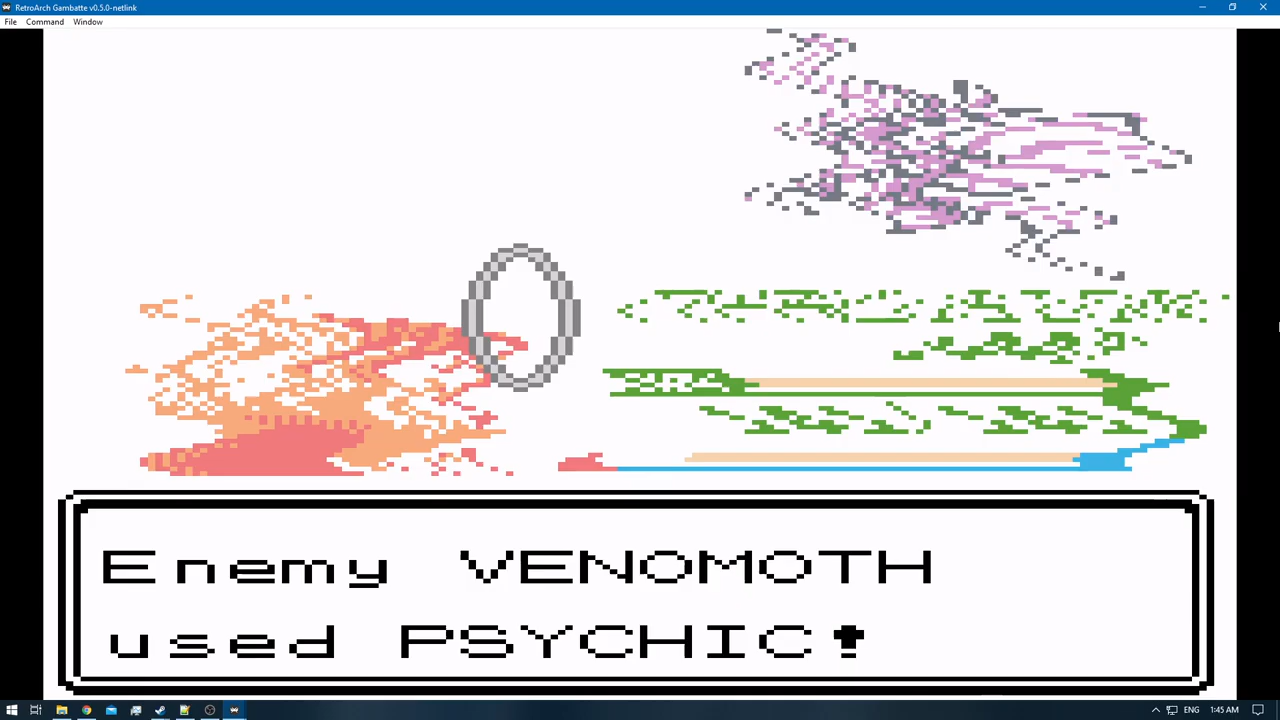 RetroArch Gambatte v0.5.0-netlink
File Command Window
Enemy VENOMOTH
used PSYCHIC!
ENG 1:45 AM